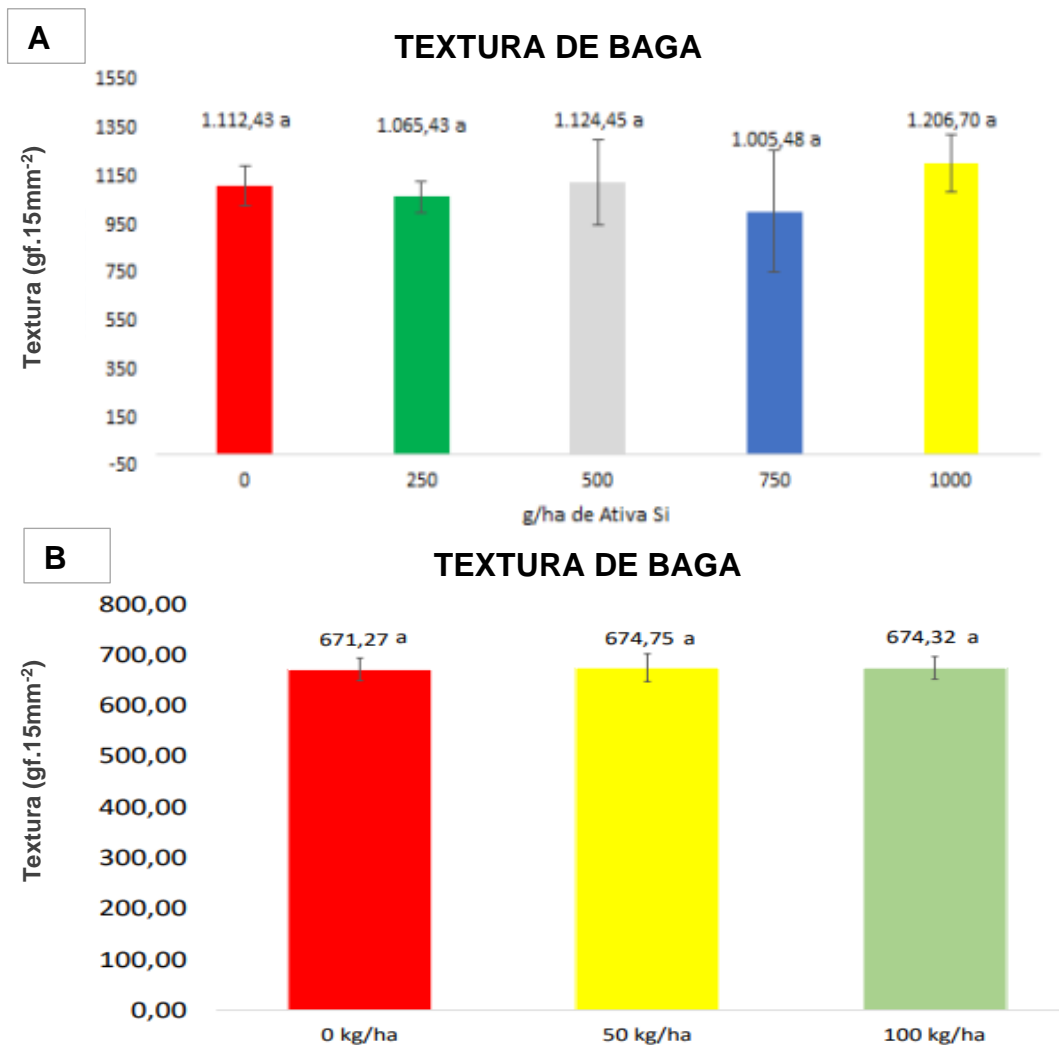 A
TEXTURA DE BAGA
Textura (gf.15mm-2)
1550
1350
1150
950
750
550
350
150
-50
1.112,43 a
1.065,43 a
1.124,45 a
1.005,48 a
1.206,70 a
0 250 500 750 1000
g/ha de Ativa Si
B
TEXTURA DE BAGA
Textura (gf.15mm-2)
800,00
700,00
600,00
500,00
400,00
300,00
200,00
100,00
0,00
671,27 a
674,75 a
674,32 a
0 kg/ha 50 kg/ha 100 kg/ha